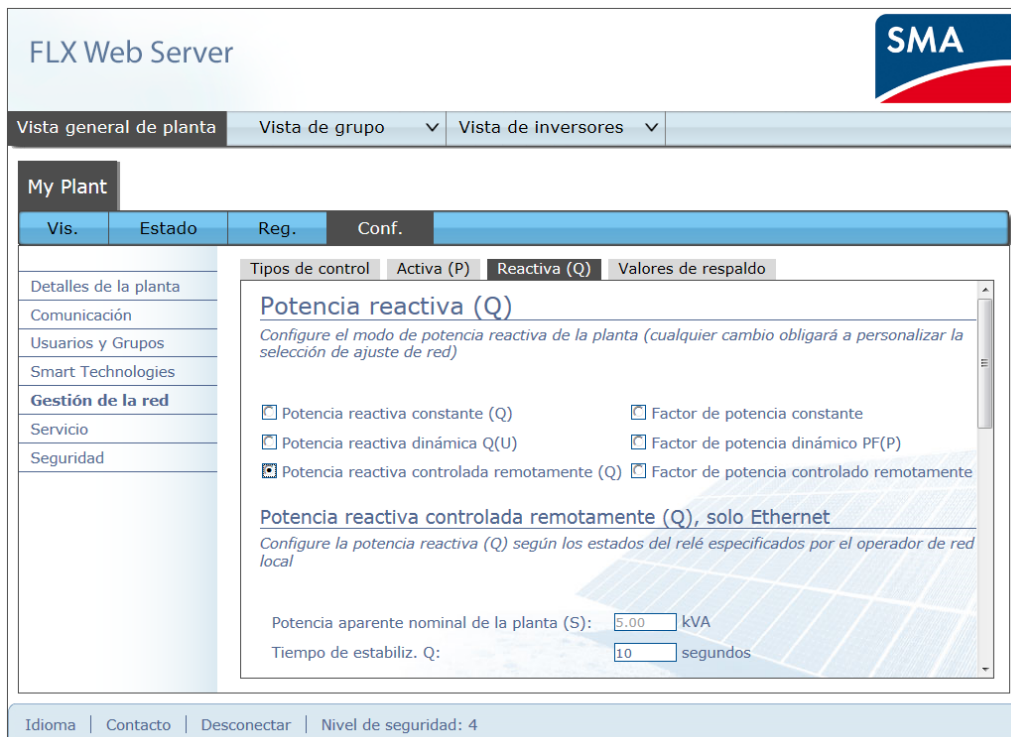 FLX Web Server
SMA
Vista general de planta
Vista de grupo
Vista de inversores
My Plant
Vis.
Estado
Reg.
Conf.
Detalles de la planta
Comunicación
Usuarios y Grupos
Smart Technologies
Gestión de la red
Servicio
Seguridad
Tipos de control
Activa (P)
Reactiva (Q)
Valores de respaldo
Potencia reactiva (Q)
Configure el modo de potencia reactiva de la planta (cualquier cambio obligará a personalizar la
selección de ajuste de red)
Potencia reactiva constante (Q)
Factor de potencia constante
Potencia reactiva dinámica Q(U)
Factor de potencia dinámico PF(P)
Potencia reactiva controlada remotamente (Q)
Factor de potencia controlado remotamente
Potencia reactiva controlada remotamente (Q), solo Ethernet
Configure la potencia reactiva (Q) según los estados del relé especificados por el operador de red
local
Potencia aparente nominal de la planta (S): 5.00 kVA
Tiempo de estabiliz. Q: 10 segundos
Idioma | Contacto | Desconectar | Nivel de seguridad: 4